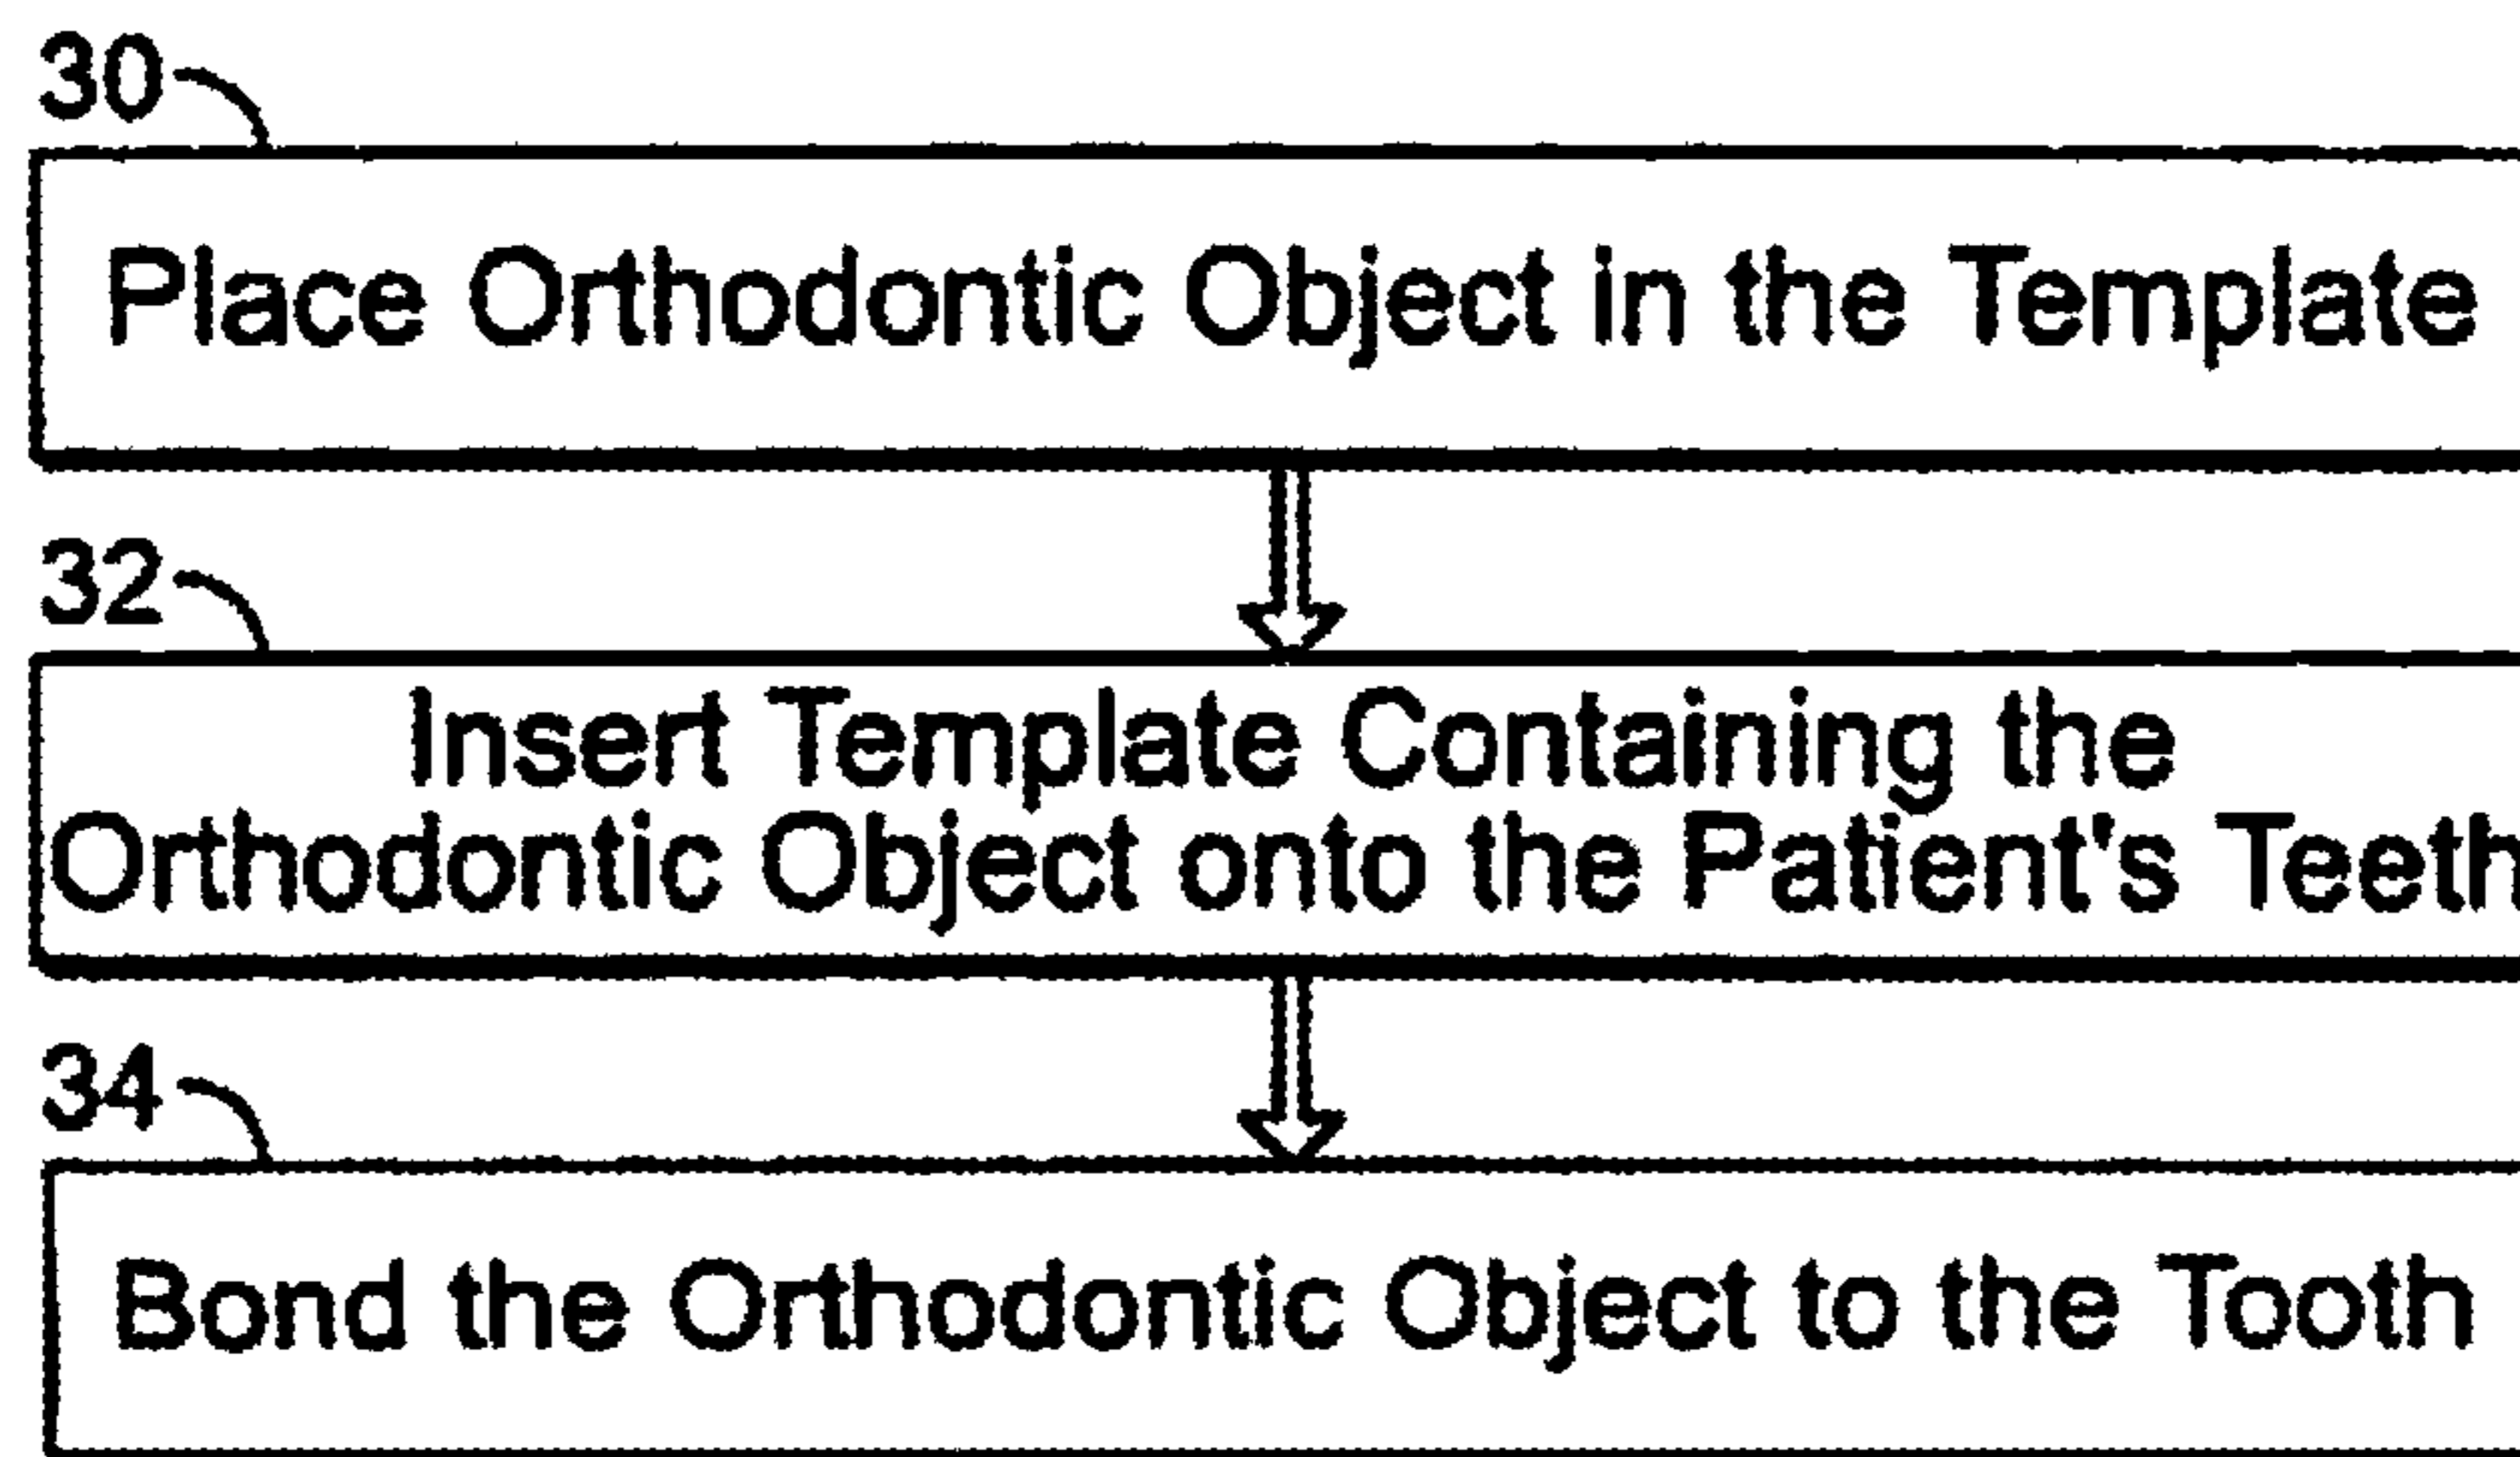 30
Place Orthodontic Object in the Template
32
Insert Template Containing the
Orthodontic Object onto the Patient's Teeth
34
Bond the Orthodontic Object to the Tooth